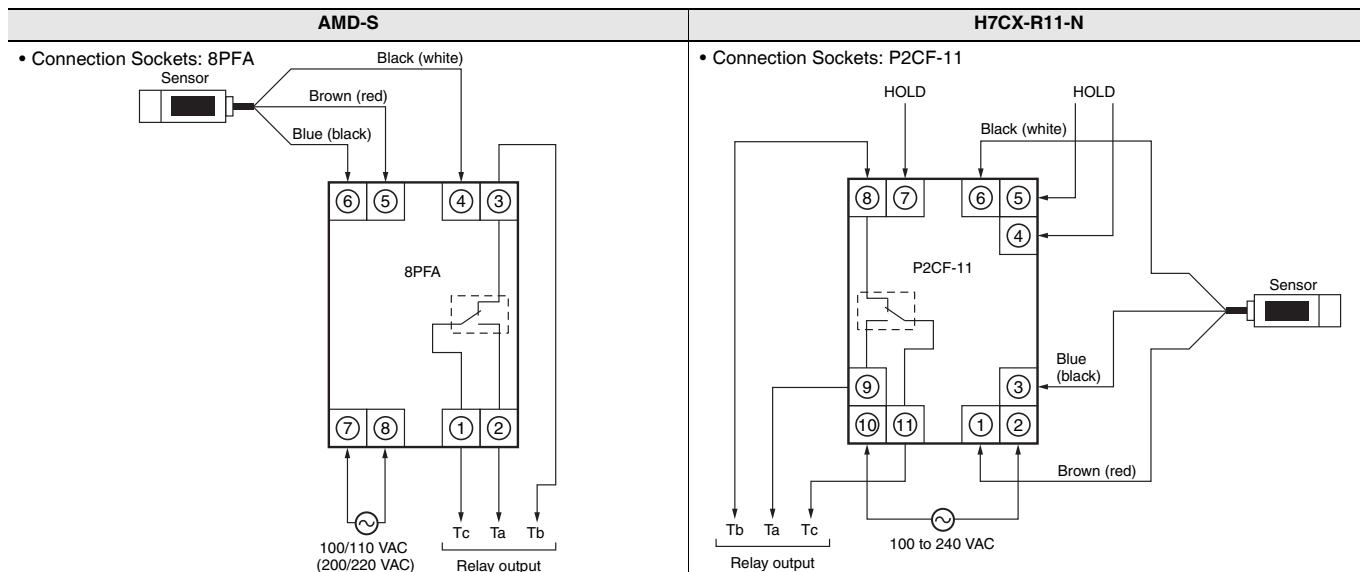 AMD-S
• Connection Sockets: 8PFA
Sensor
Black (white)
Brown (red)
Blue (black)
⑥ ⑤ ④ ③
8PFA
⑦ ⑧ ① ②
100/110 VAC
(200/220 VAC)
Tc Ta Tb
Relay output
H7CX-R11-N
• Connection Sockets: P2CF-11
HOLD HOLD
Black (white)
⑧ ⑦ ⑥ ⑤
④
P2CF-11
Sensor
Blue
(black)
⑨ ③
⑩ ⑪ ① ②
Brown (red)
Tb Ta Tc
100 to 240 VAC
Relay output